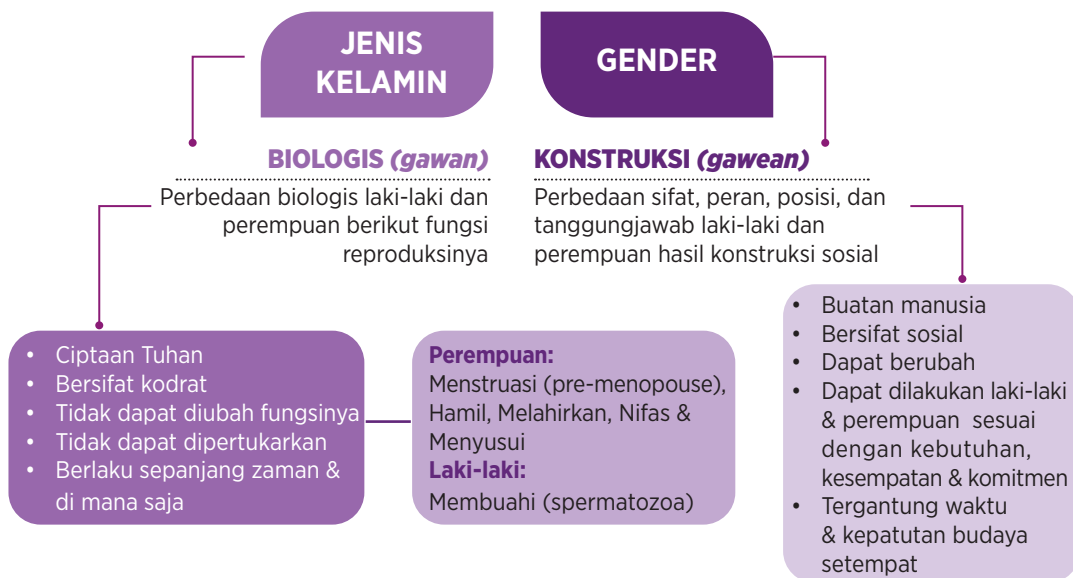 JENIS
KELAMIN
GENDER
BIOLOGIS (gawan)
Perbedaan biologis laki-laki dan
perempuan berikut fungsi
reproduksinya
KONSTRUKSI (gawean)
Perbedaan sifat, peran, posisi, dan
tanggungjawab laki-laki dan
perempuan hasil konstruksi sosial
• Ciptaan Tuhan
• Bersifat kodrat
• Tidak dapat diubah fungsinya
• Tidak dapat dipertukarkan
• Berlaku sepanjang zaman &
di mana saja
Perempuan:
Menstruasi (pre-menopouse),
Hamil, Melahirkan, Nifas &
Menyusui
Laki-laki:
Membuahi (spermatozoa)
• Buatan manusia
• Bersifat sosial
• Dapat berubah
• Dapat dilakukan laki-laki
& perempuan sesuai
dengan kebutuhan,
kesempatan & komitmen
• Tergantung waktu
& kepatutan budaya
setempat